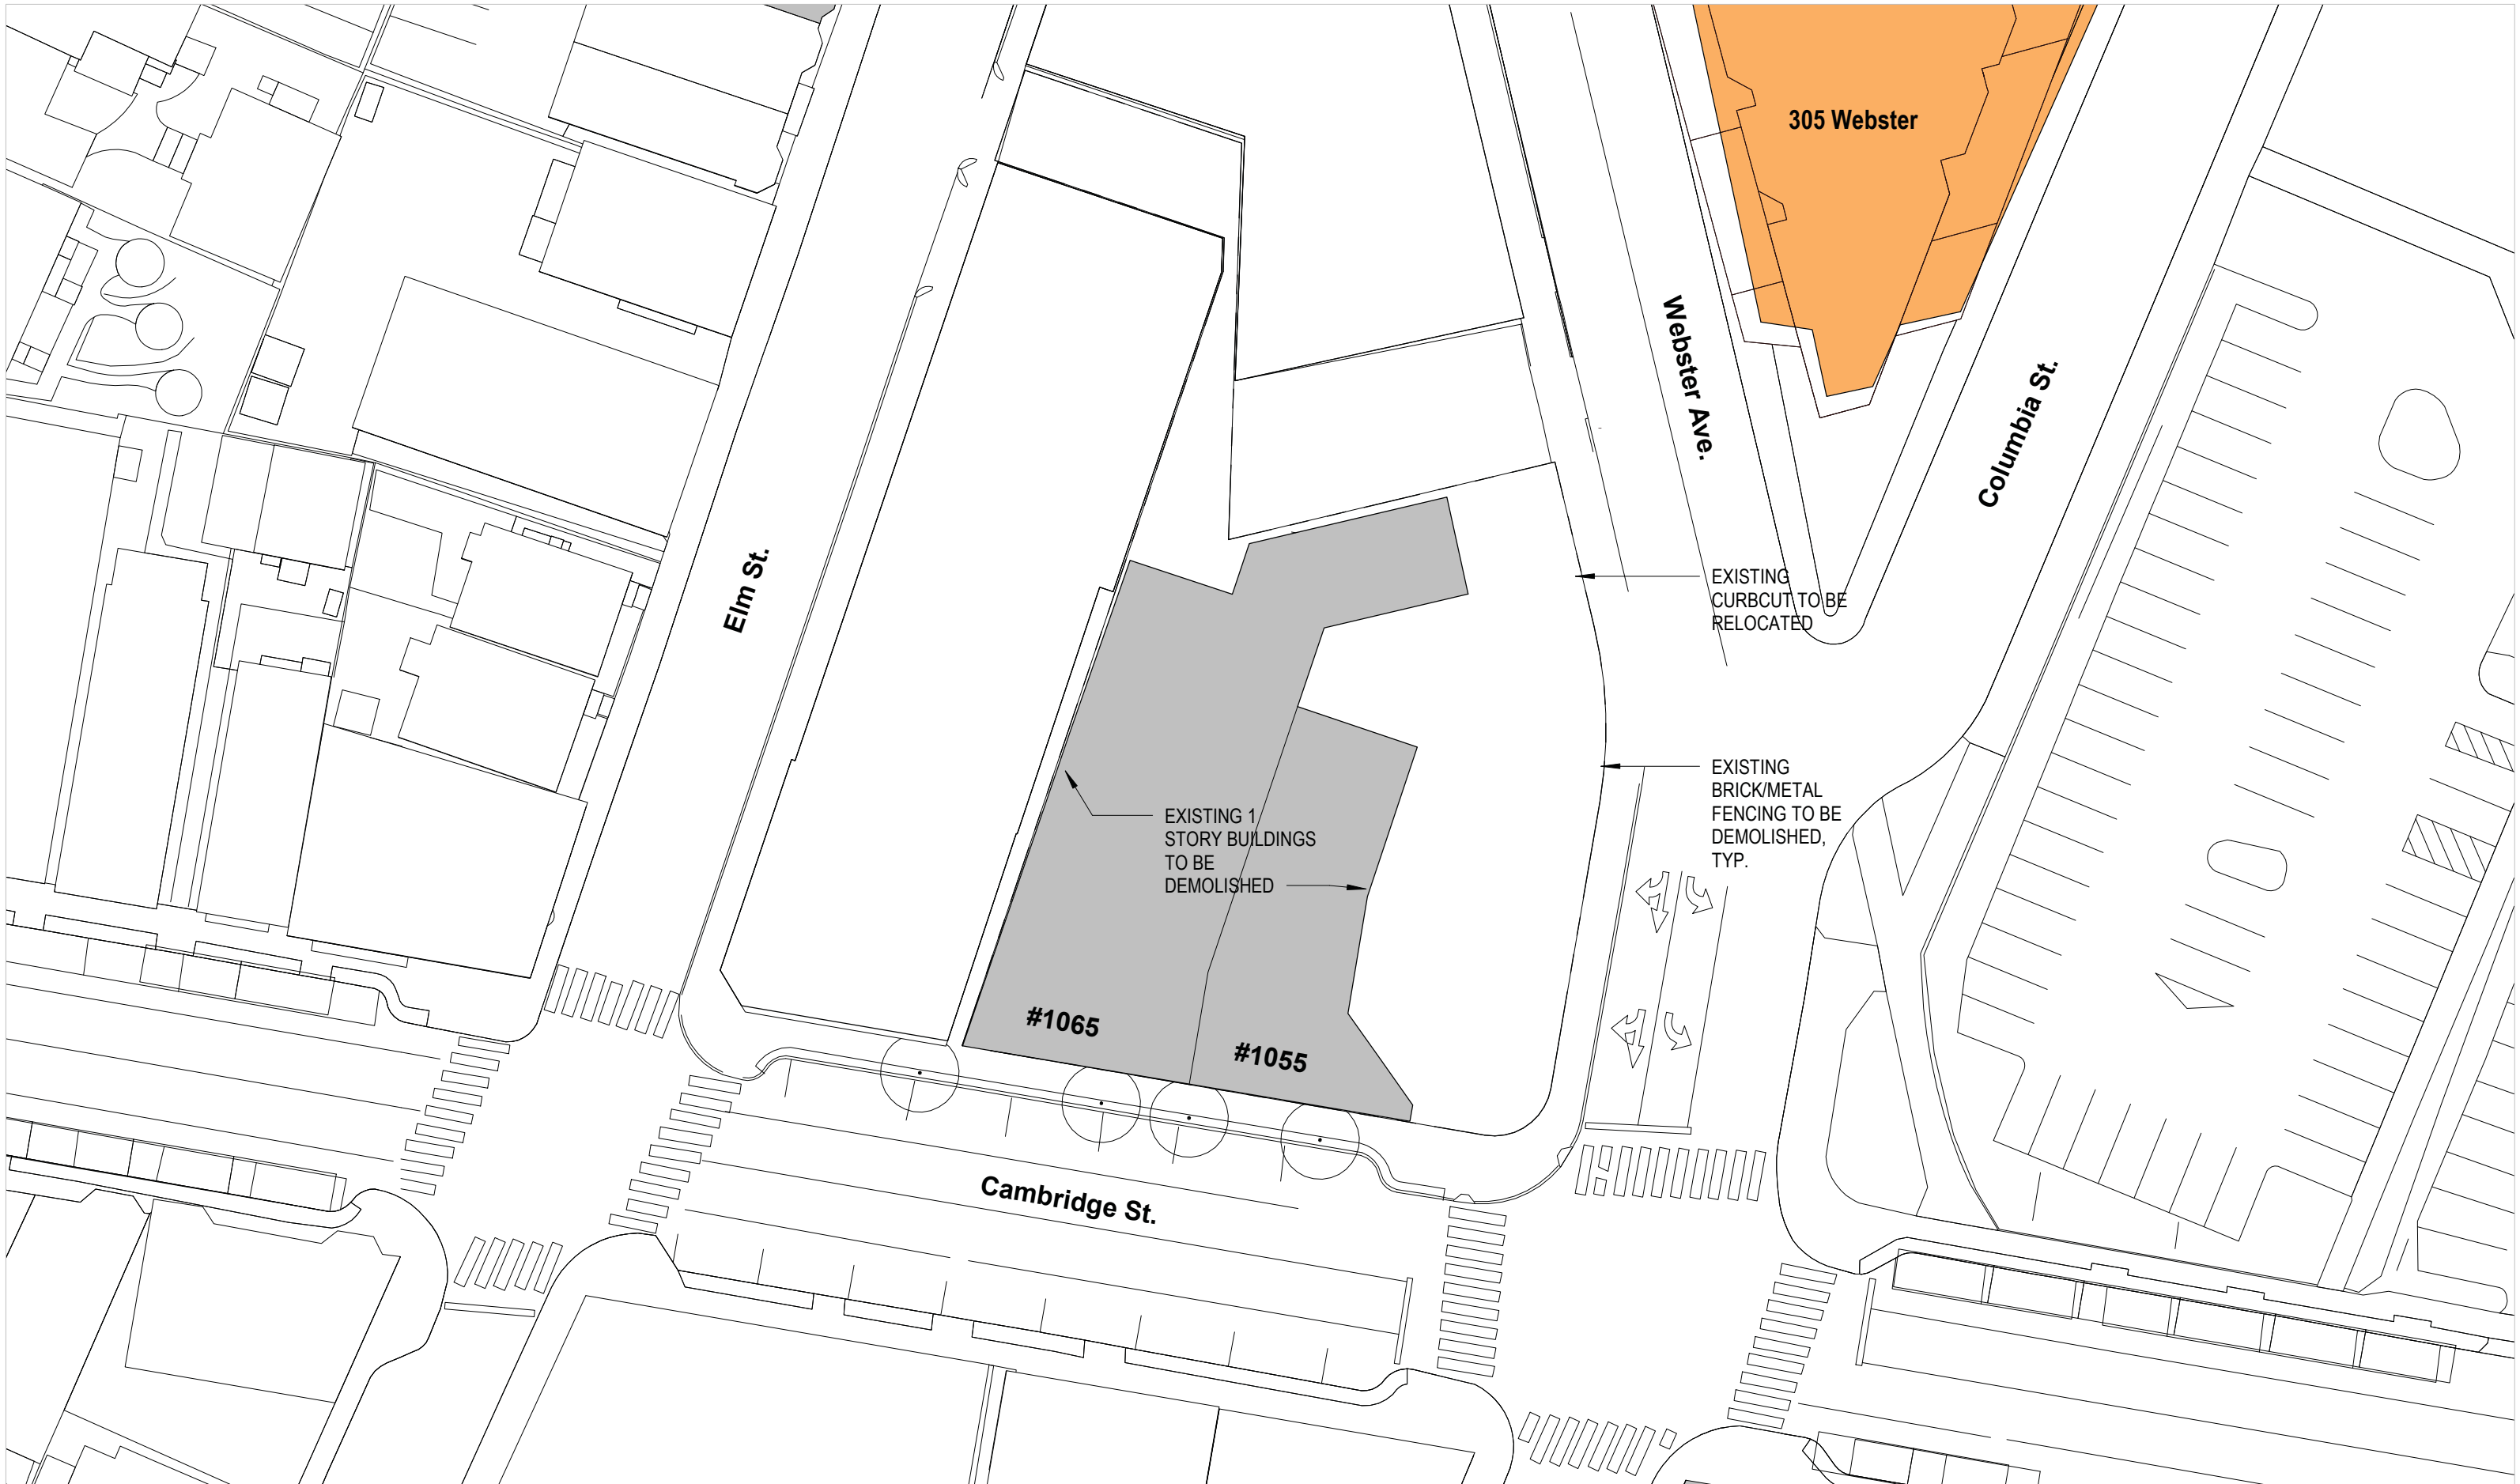 305 Webster
Webster Ave.
Columbia St.
Elm St.
EXISTING
CURBCUT TO BE
RELOCATED
EXISTING
BRICK/METAL
FENCING TO BE
DEMOLISHED,
TYP.
EXISTING 1
STORY BUILDINGS
TO BE
DEMOLISHED
#1065
#1055
Cambridge St.